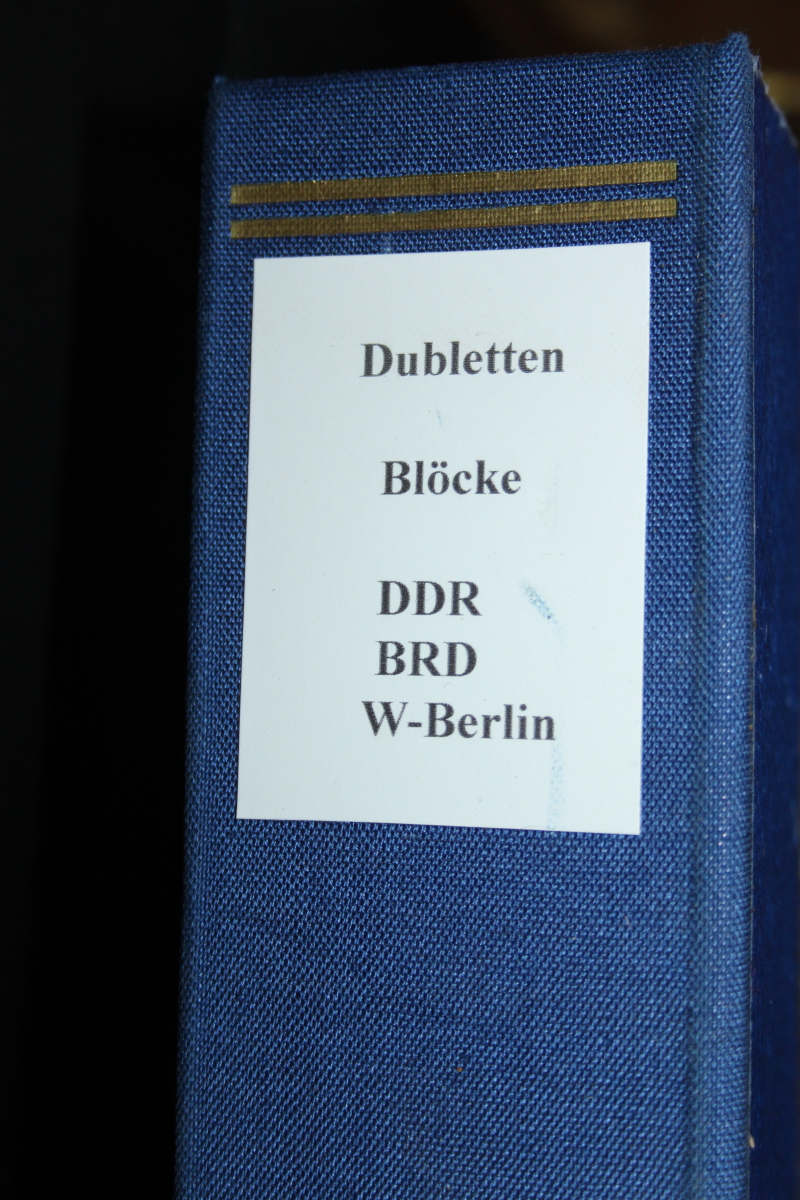 Dubletten
Blöcke
DDR
BRD
W-Berlin